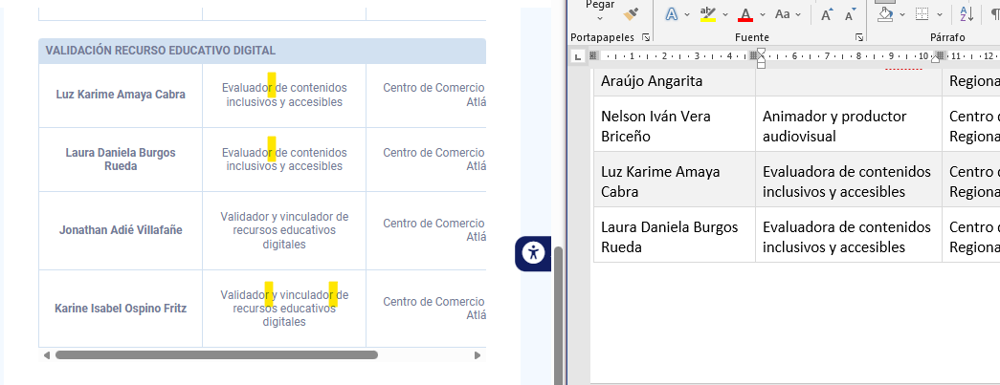 VALIDACIÓN RECURSO EDUCATIVO DIGITAL
Luz Karime Amaya Cabra
Evaluador de contenidos
inclusivos y accesibles
Centro de Comercio
Atlá
Laura Daniela Burgos
Rueda
Evaluador de contenidos
inclusivos y accesibles
Centro de Comercio
Atlá
Jonathan Adié Villafañe
Validador y vinculador de
recursos educativos
digitales
Centro de Comercio
Atlá
Karine Isabel Ospino Fritz
Validador y vinculador de
recursos educativos
digitales
Centro de Comercio
Atlá
Pegar
Aa
Portapapeles
Fuente
Párrafo
1 2 3 4 5 6 7 8 9 10 11 12
Araújo Angarita
Regiona
Nelson Iván Vera
Briceño
Animador y productor
audiovisual
Centro
Regiona
Luz Karime Amaya
Cabra
Evaluadora de contenidos
inclusivos y accesibles
Centro
Regiona
Laura Daniela Burgos
Rueda
Evaluadora de contenidos
inclusivos y accesibles
Centro
Regiona